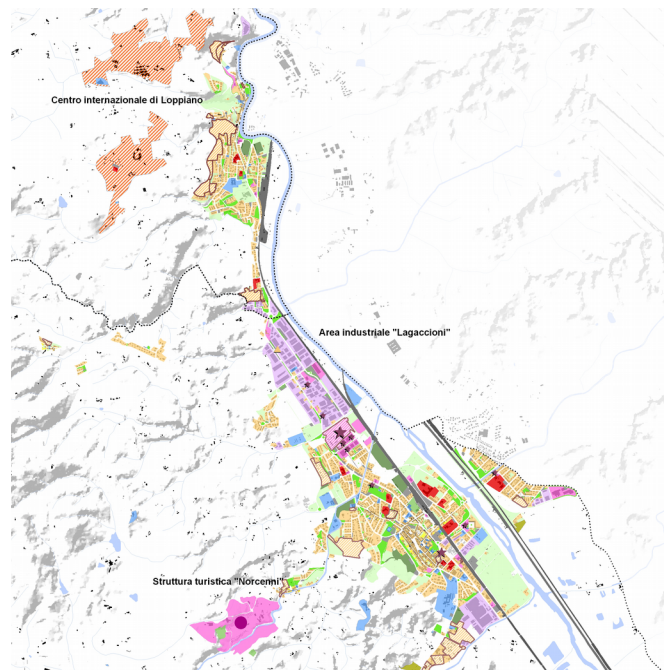 Centro internazionale di Loppiano
Area industriale "Lagaccioni"
Struttura turistica "Norcenni"